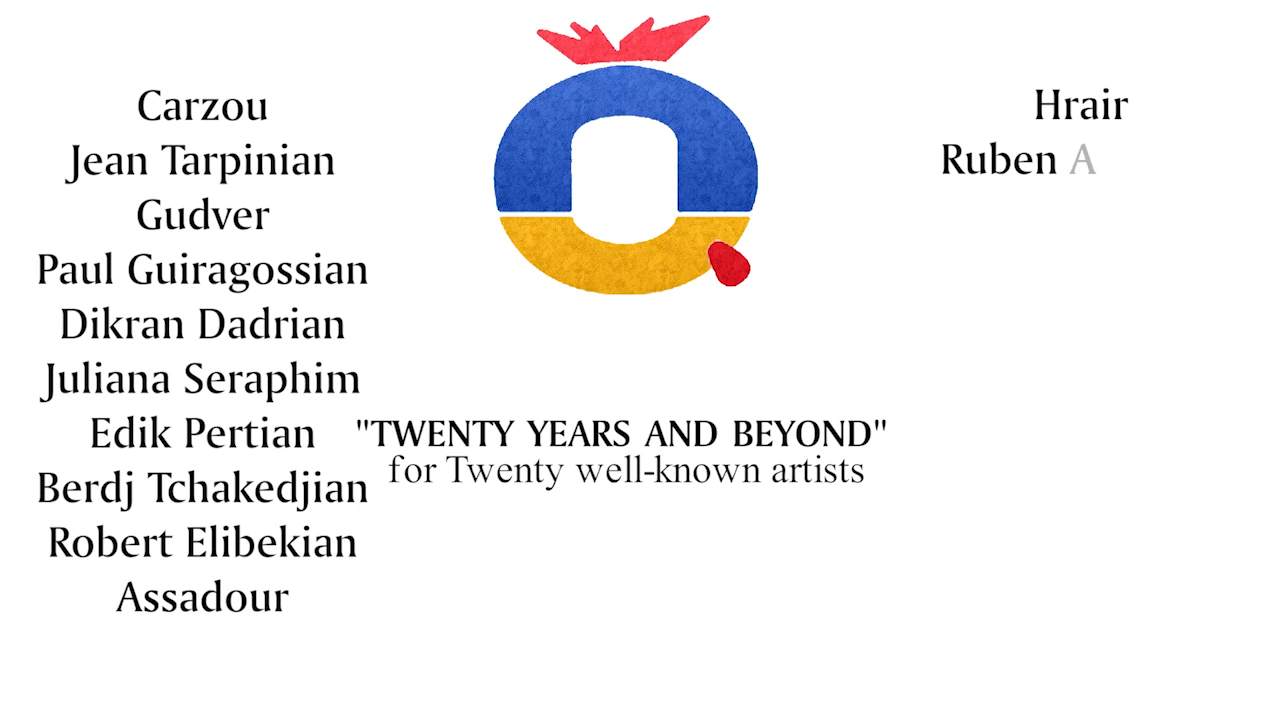 Carzou
Jean Tarpinian
Gudver
Paul Guiragossian
Dikran Dadrian
Juliana Seraphim
Edik Pertian
Berdj Tchakedjian
Robert Elibekian
Assadour
"TWENTY YEARS AND BEYOND"
for Twenty well-known artists
Hrair
Ruben A